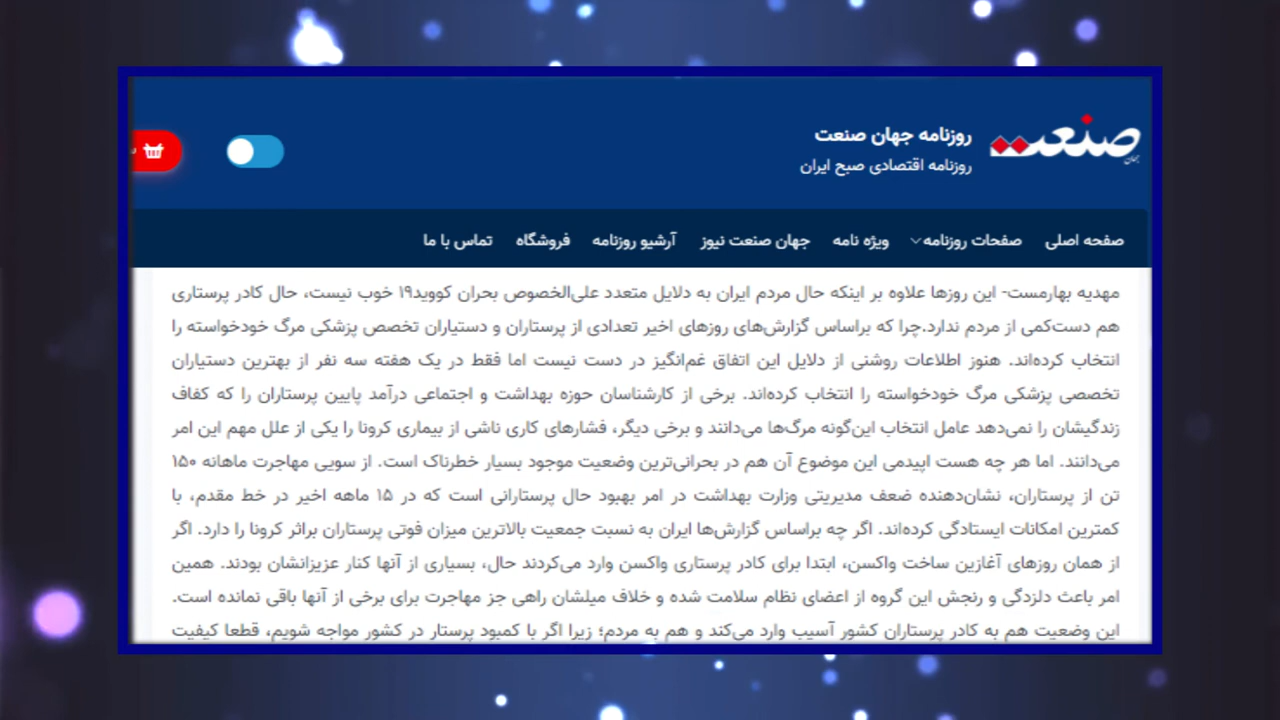 صنعت
جهان
روزنامه جهان صنعت
روزنامه اقتصادی صبح ایران
صفحه اصلی صفحات روزنامه ویژه نامه جهان صنعت نیوز آرشیو روزنامه فروشگاه تماس با ما
مهدیه بهارمست- این روزها علاوه بر اینکه حال مردم ایران به دلایل متعدد علی‌الخصوص بحران کووید۱۹ خوب نیست، حال کادر پرستاری
هم دست‌کمی از مردم ندارد.چرا که براساس گزارش‌های روزهای اخیر تعدادی از پرستاران و دستیاران تخصص پزشکی مرگ خودخواسته را
انتخاب کرده‌اند. هنوز اطلاعات روشنی از دلایل این اتفاق غم‌انگیز در دست نیست اما فقط در یک هفته سه نفر از بهترین دستیاران
تخصصی پزشکی مرگ خودخواسته را انتخاب کرده‌اند. برخی از کارشناسان حوزه بهداشت و اجتماعی درآمد پایین پرستاران را که کفاف
زندگیشان را نمی‌دهد عامل انتخاب این‌گونه مرگ‌ها می‌دانند و برخی دیگر، فشارهای کاری ناشی از بیماری کرونا را یکی از علل مهم این امر
می‌دانند. اما هر چه هست اپیدمی این موضوع آن هم در بحرانی‌ترین وضعیت موجود بسیار خطرناک است. از سویی مهاجرت ماهانه ۱۵۰
تن از پرستاران، نشان‌دهنده ضعف مدیریتی وزارت بهداشت در امر بهبود حال پرستارانی است که در ۱۵ ماهه اخیر در خط مقدم، با
کمترین امکانات ایستادگی کرده‌اند. اگر چه براساس گزارش‌ها ایران به نسبت جمعیت بالاترین میزان فوتی پرستاران براثر کرونا را دارد. اگر
از همان روزهای آغازین ساخت واکسن، ابتدا برای کادر پرستاری واکسن وارد می‌کردند حال، بسیاری از آنها کنار عزیزانشان بودند. همین
امر باعث دلزدگی و رنجش این گروه از اعضای نظام سلامت شده و خلاف میلشان راهی جز مهاجرت برای برخی از آنها باقی نمانده است.
این وضعیت هم به کادر پرستاران کشور آسیب وارد می‌کند و هم به مردم؛ زیرا اگر با کمبود پرستار در کشور مواجه شویم، قطعا کیفیت